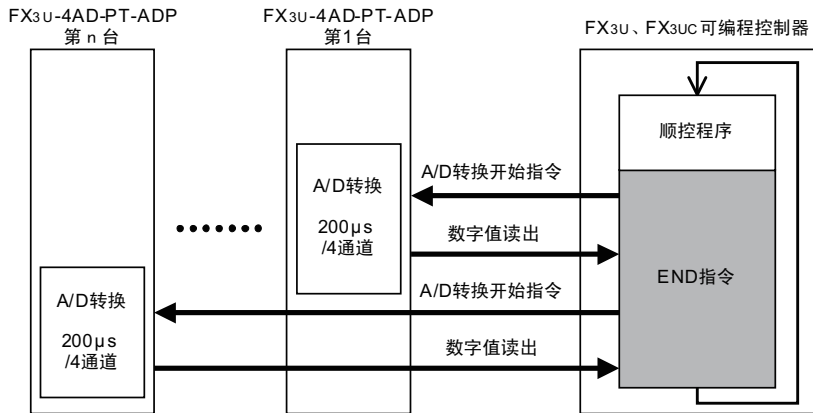 FX3U-4AD-PT-ADP
第 n 台
FX3U-4AD-PT-ADP
第1台
FX3U、FX3UC可编程控制器
顺控程序
A/D转换开始指令
A/D转换
200μs
/4通道
数字值读出
END指令
A/D转换开始指令
A/D转换
200μs
/4通道
数字值读出